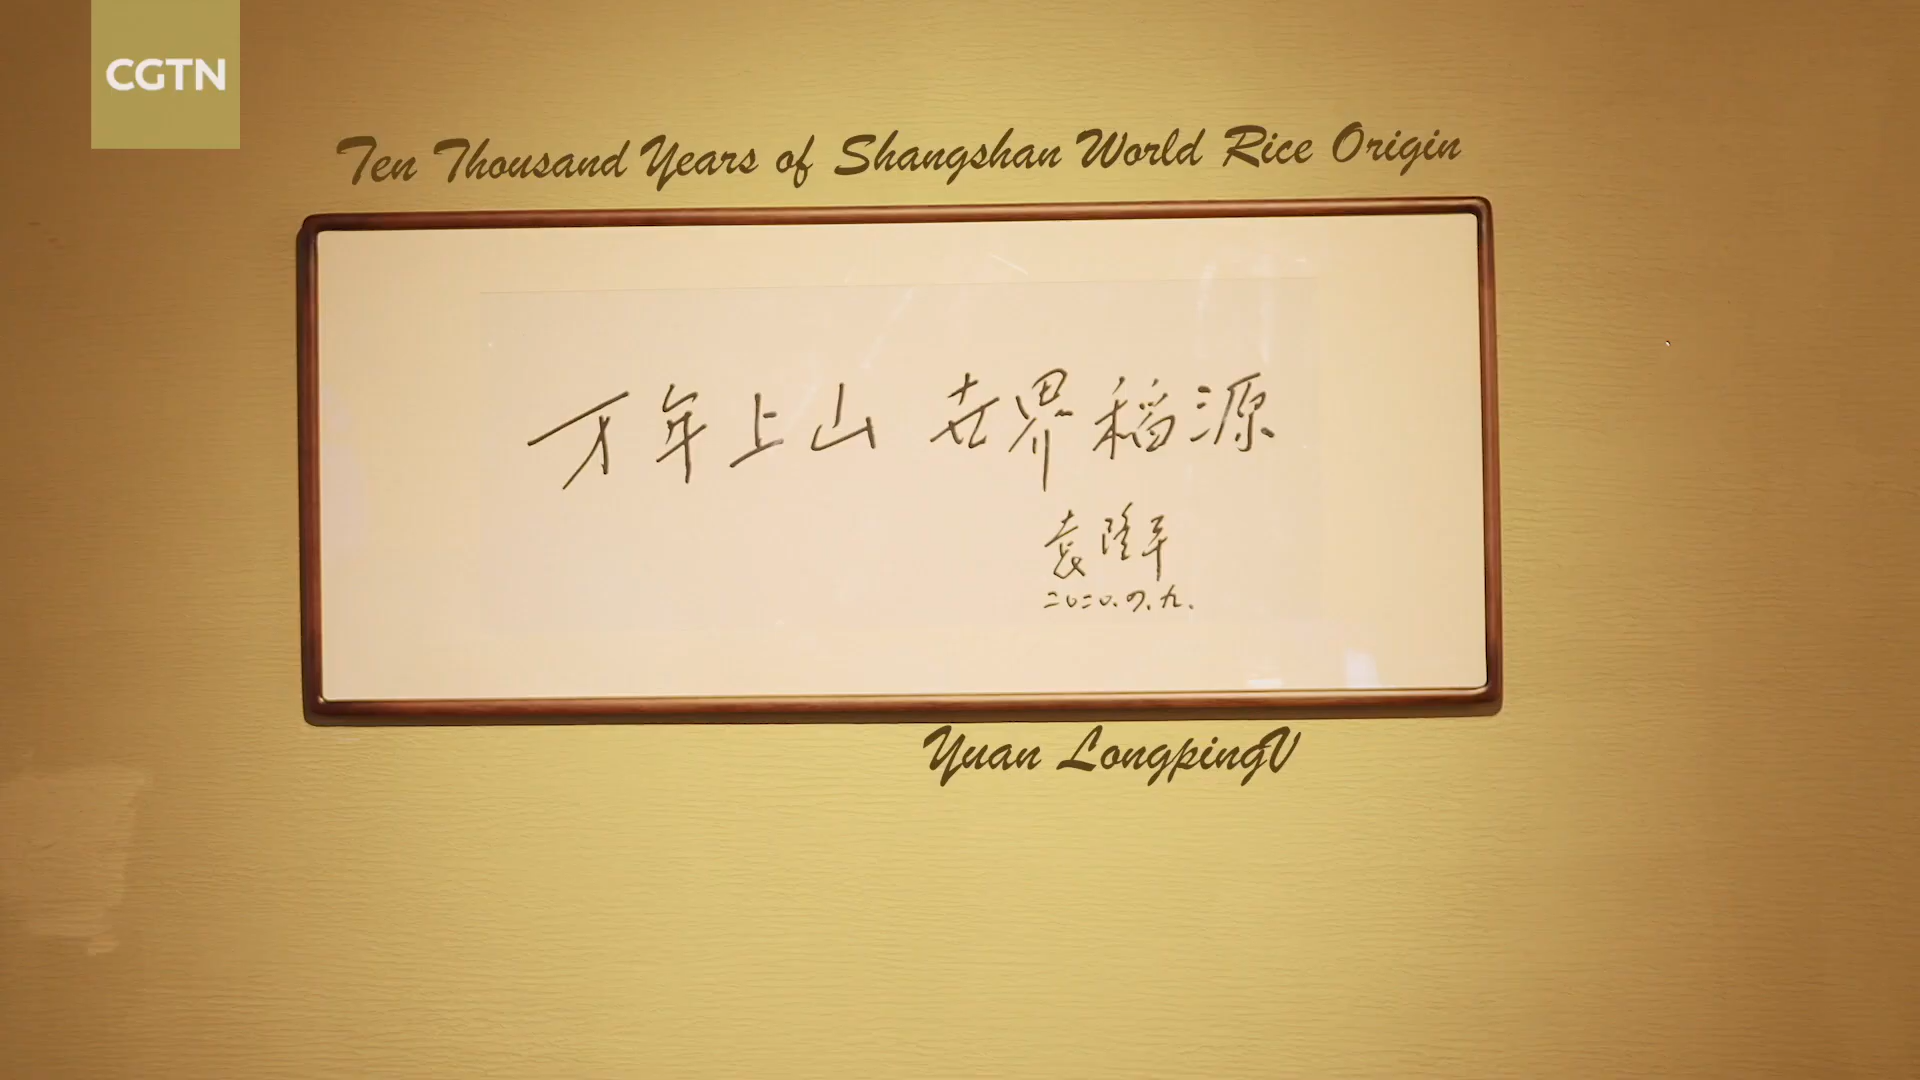 CGTN
Ten Thousand Years of Shangshan World Rice Origin
万年上山 世界稻源
袁隆平
二〇二〇.四.九.
Yuan LongpingV